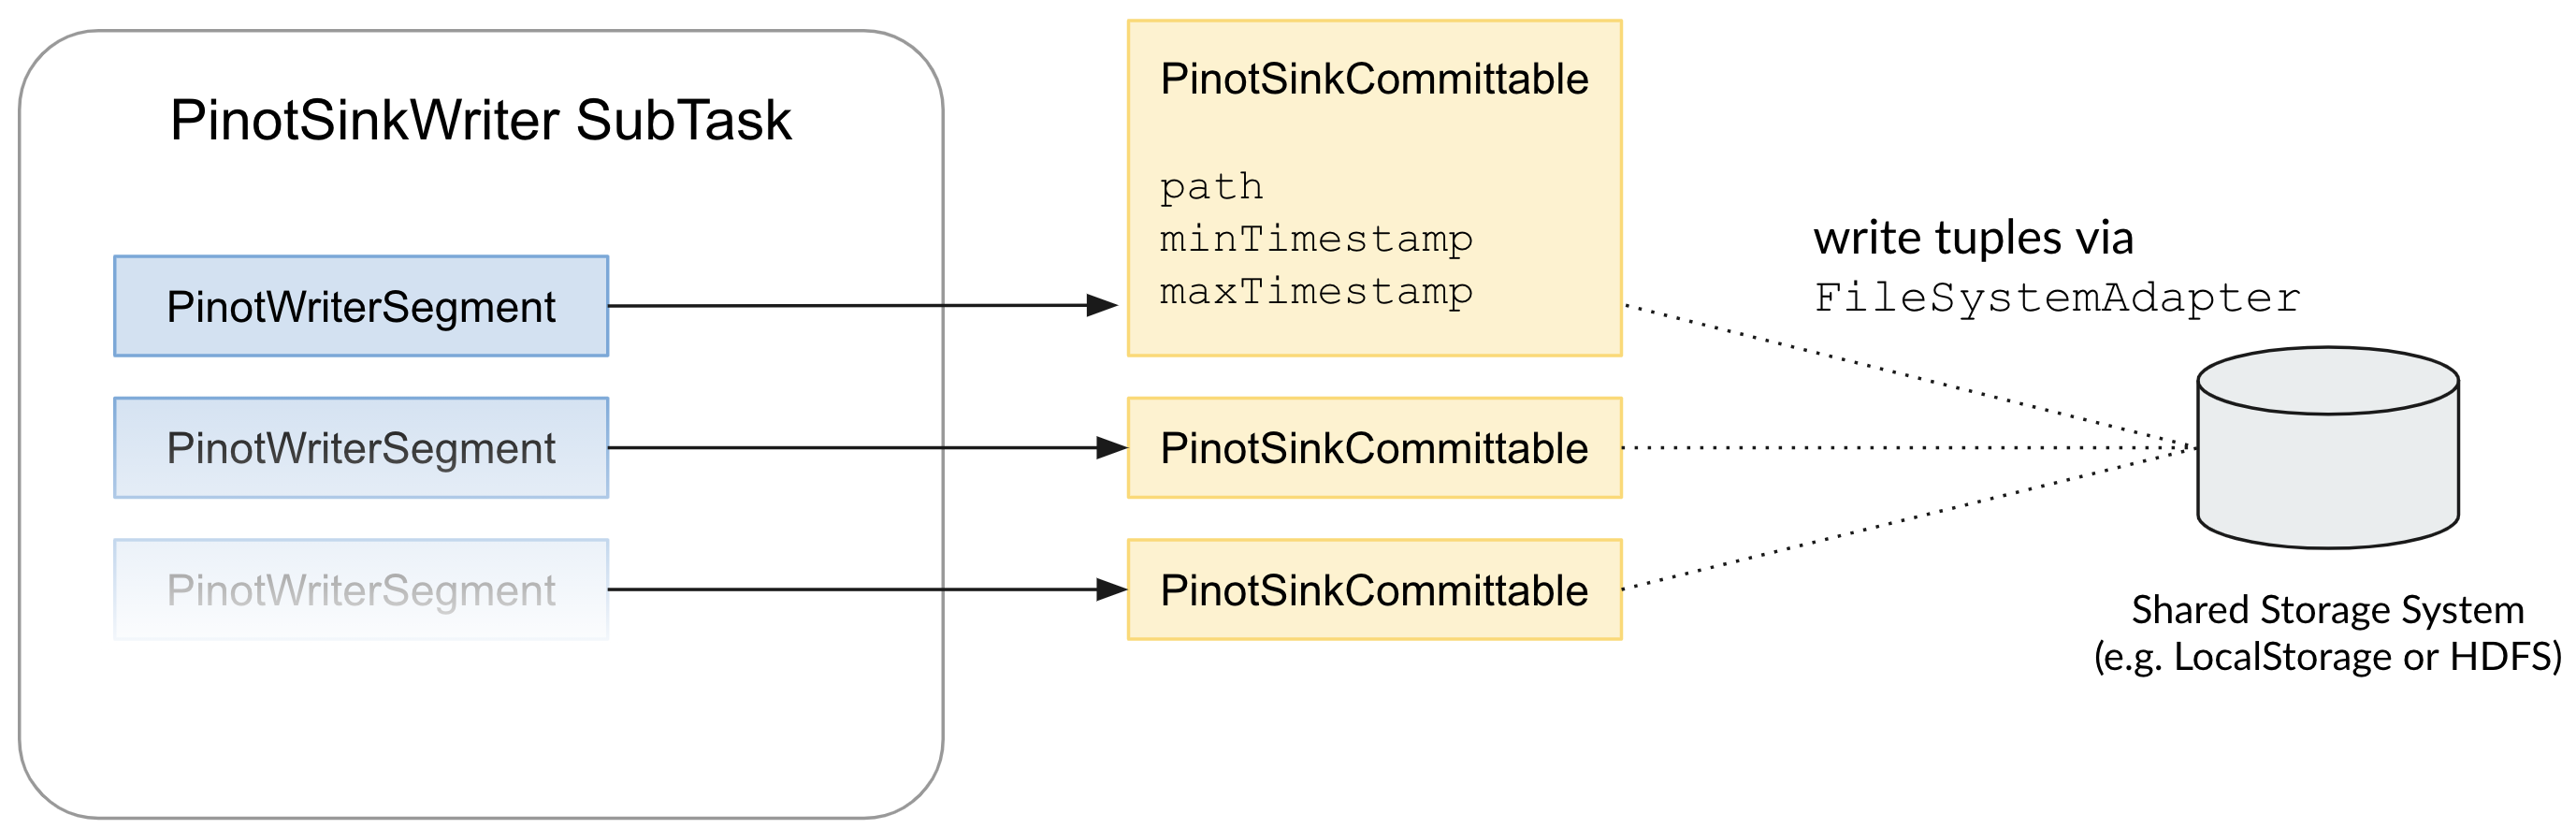 PinotSinkWriter SubTask
PinotWriterSegment
PinotWriterSegment
PinotWriterSegment
PinotSinkCommittable
path
minTimestamp
maxTimestamp
PinotSinkCommittable
PinotSinkCommittable
write tuples via
FileSystemAdapter
Shared Storage System
(e.g. LocalStorage or HDFS)